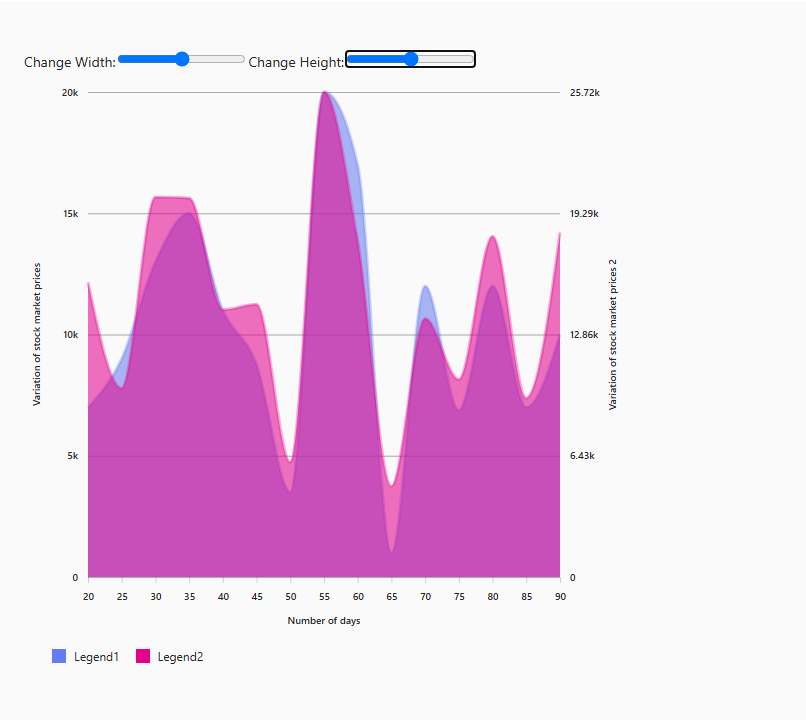 Change Width: Change Height:
20k 25.72k
15k 19.29k
Variation of stock market prices
Variation of stock market prices 2
10k 12.86k
5k 6.43k
0 0
20 25 30 35 40 45 50 55 60 65 70 75 80 85 90
Number of days
Legend1 Legend2